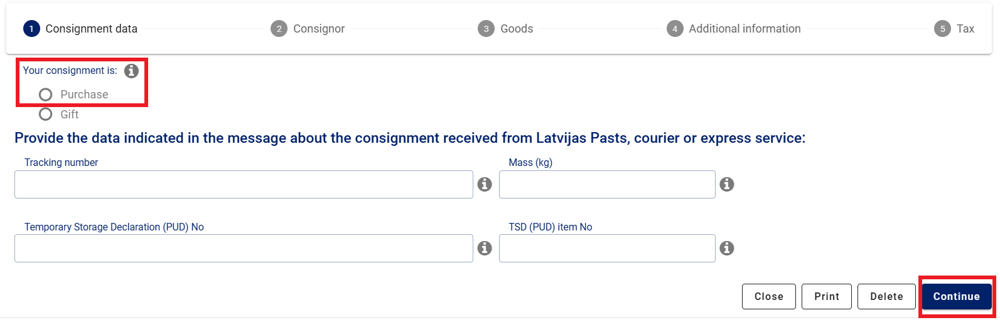 1 Consignment data 2 Consignor 3 Goods 4 Additional information 5 Tax
Your consignment is:
Purchase
Gift
Provide the data indicated in the message about the consignment received from Latvijas Pasts, courier or express service:
Tracking number Mass (kg)
Temporary Storage Declaration (PUD) No TSD (PUD) item No
Close Print Delete Continue